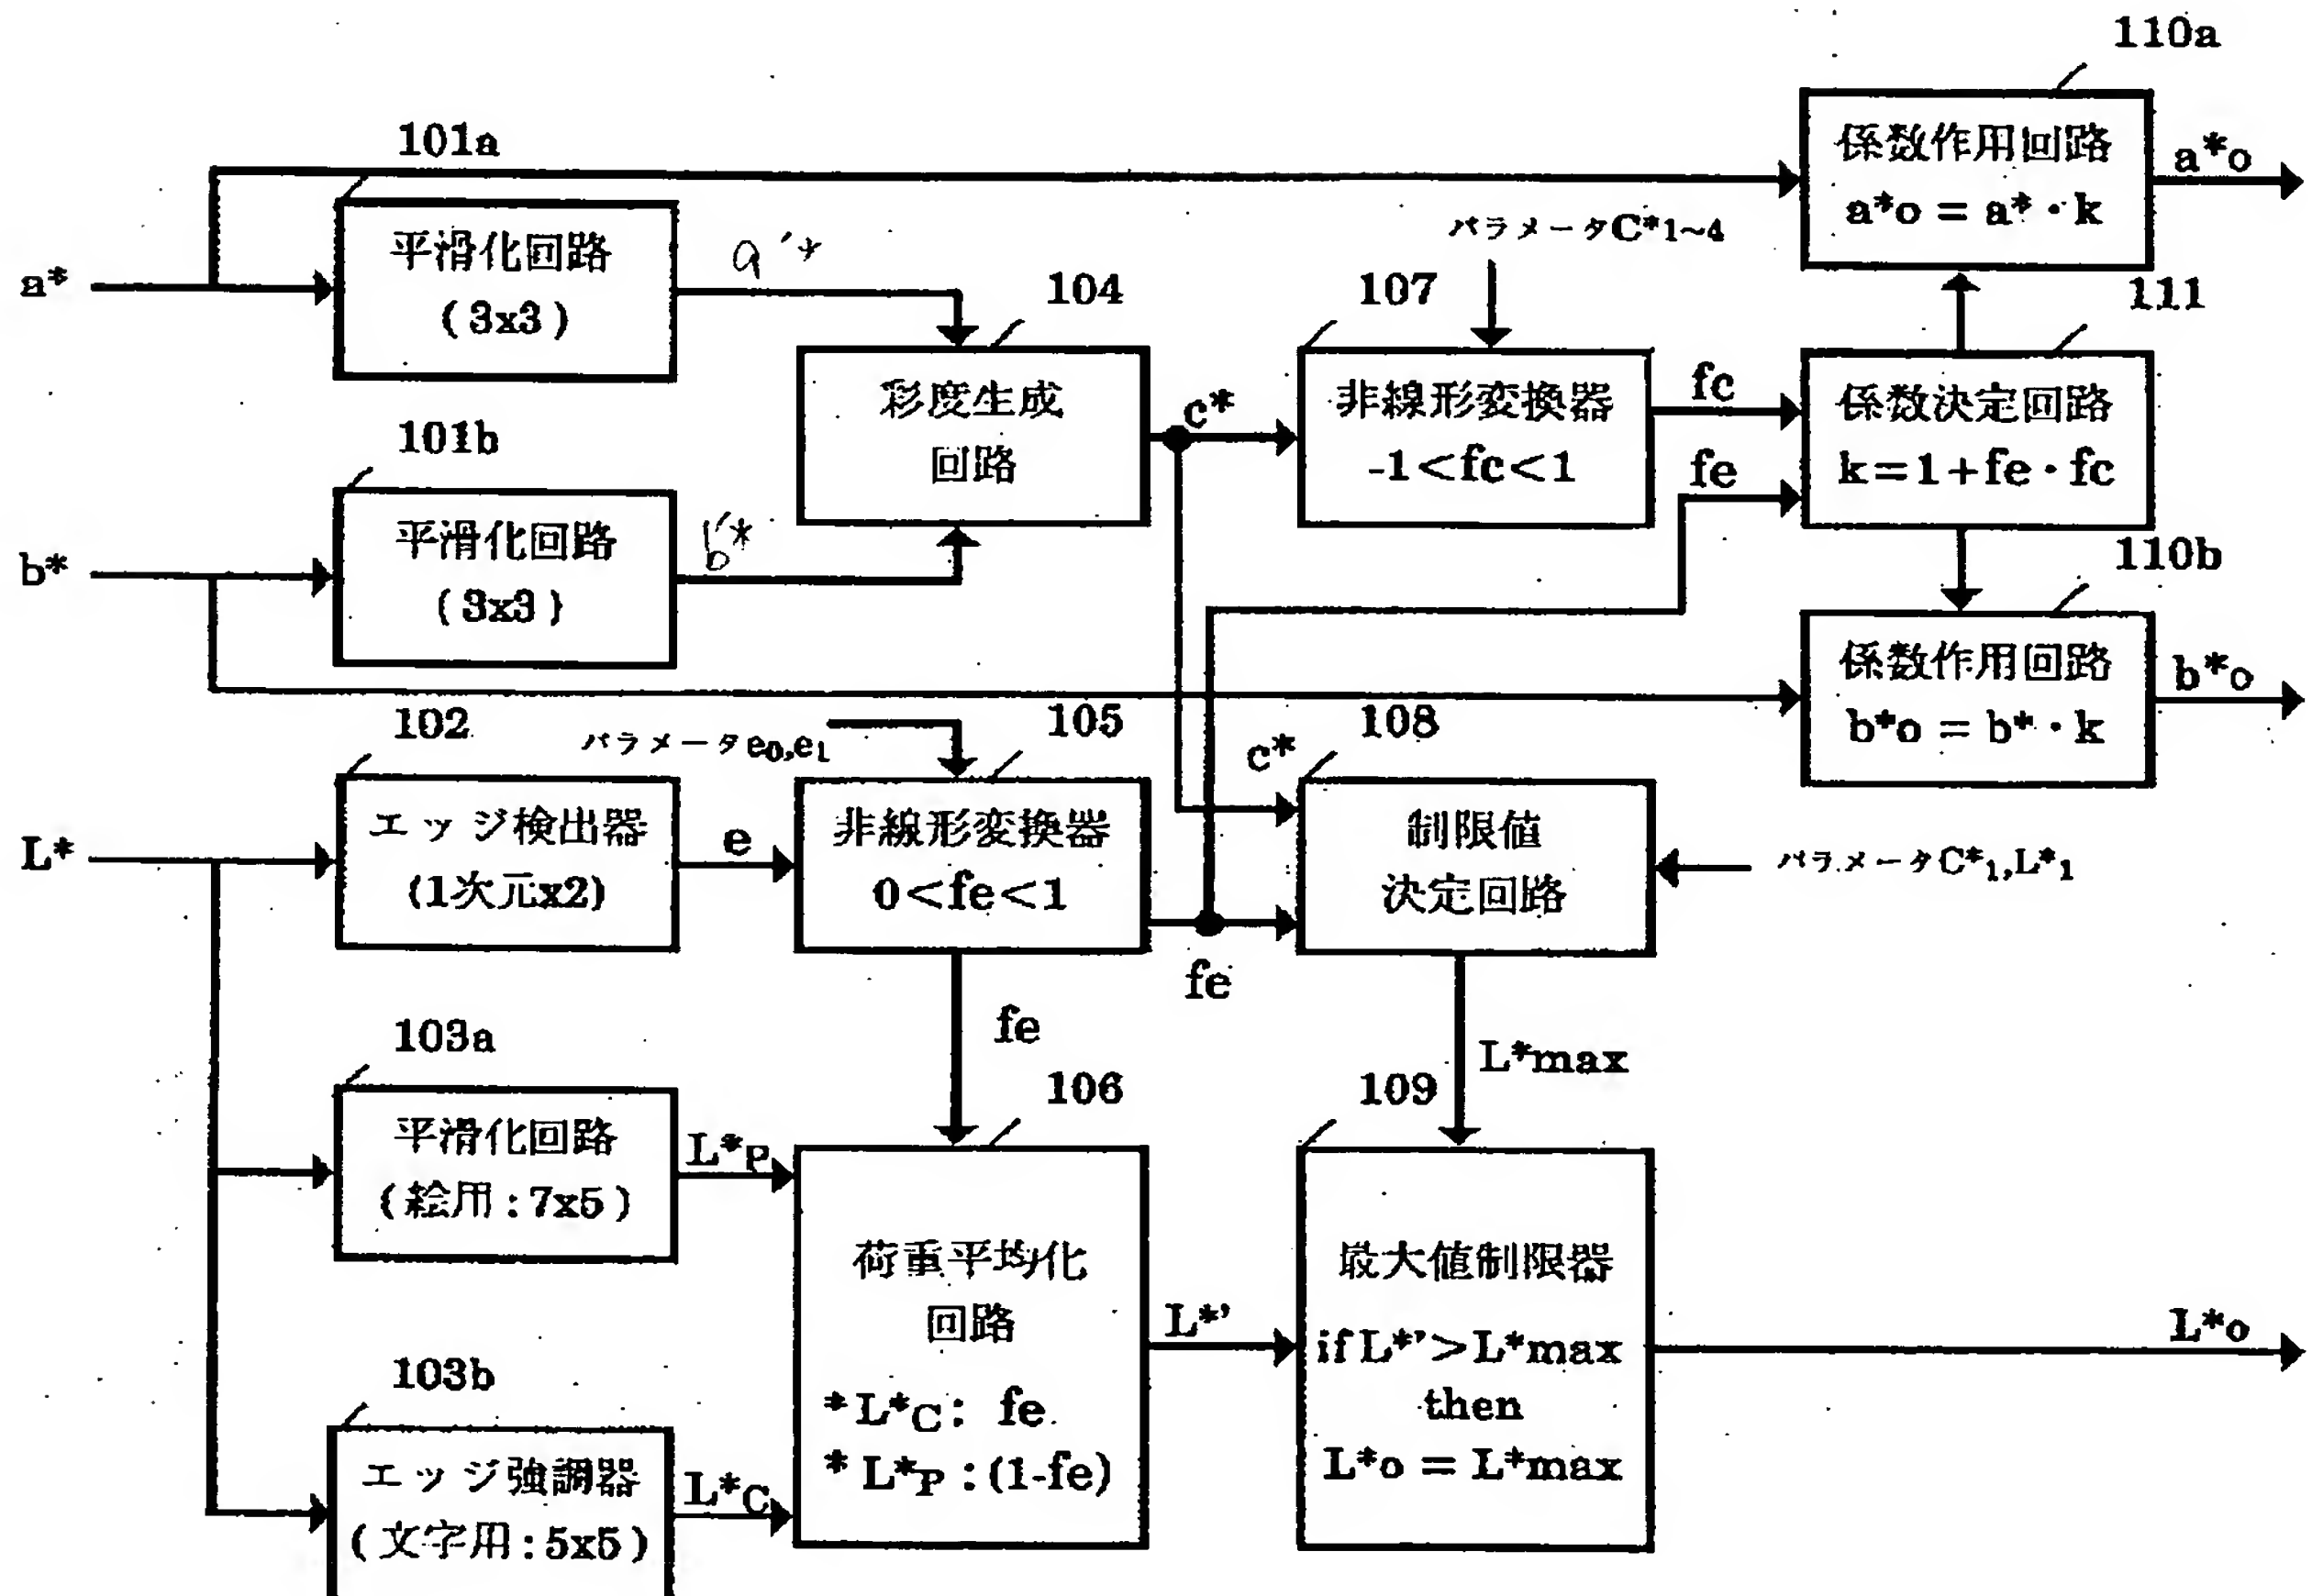 110a
係数作用回路
a*o = a*・k
a*o
101a
平滑化回路
(3x3)
a*
a'*
パラメータC*1~4
104
彩度生成
回路
c*
107
非線形変換器
-1<fc<1
fc
fe
111
係数決定回路
k=1+fe・fc
101b
平滑化回路
(3x3)
b*
b'*
110b
係数作用回路
b*o = b*・k
b*o
102
エッジ検出器
(1次元x2)
L*
e
パラメータe0,e1
105
非線形変換器
0<fe<1
fe
c*
108
制限値
決定回路
パラメータC*1,L*1
fe
L*max
103a
平滑化回路
(絵用:7x5)
L*P
106
荷重平均化
回路
*L*C: fe
*L*P:(1-fe)
L*'
109
最大値制限器
if L*'>L*max
then
L*o = L*max
L*o
103b
エッジ強調器
(文字用:5x5)
L*C